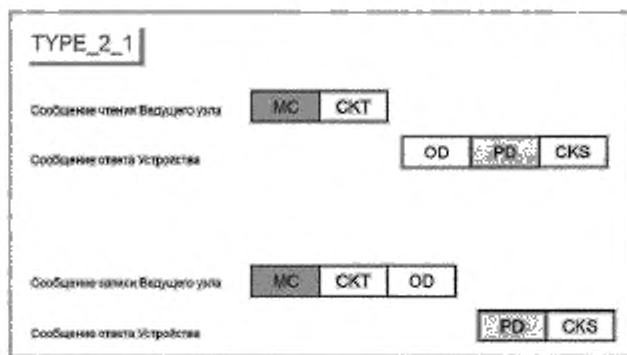 TYPE_2_1
Сообщение чтения Ведущего узла MC CKT
Сообщение ответа Устройства OD PD CKS
Сообщение записи Ведущего узла MC CKT OD
Сообщение ответа Устройства PD CKS